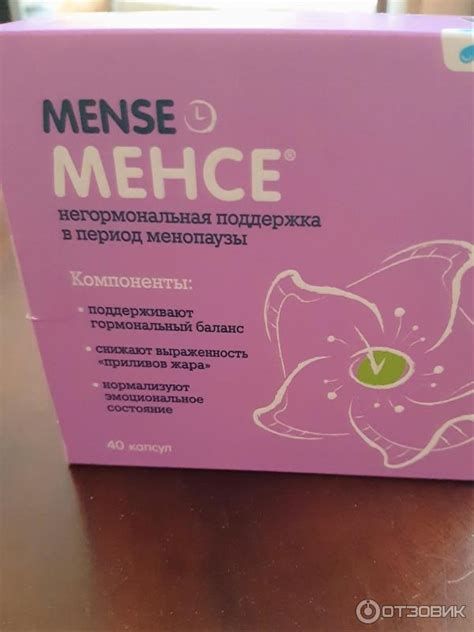 MENSE
МЕНСЕ®
негормональная поддержка
в период менопаузы
Компоненты:
• поддерживают
гормональный баланс
• снижают выраженность
«приливов жара»
• нормализуют
эмоциональное
состояние
40 капсул
ОТЗОВИК